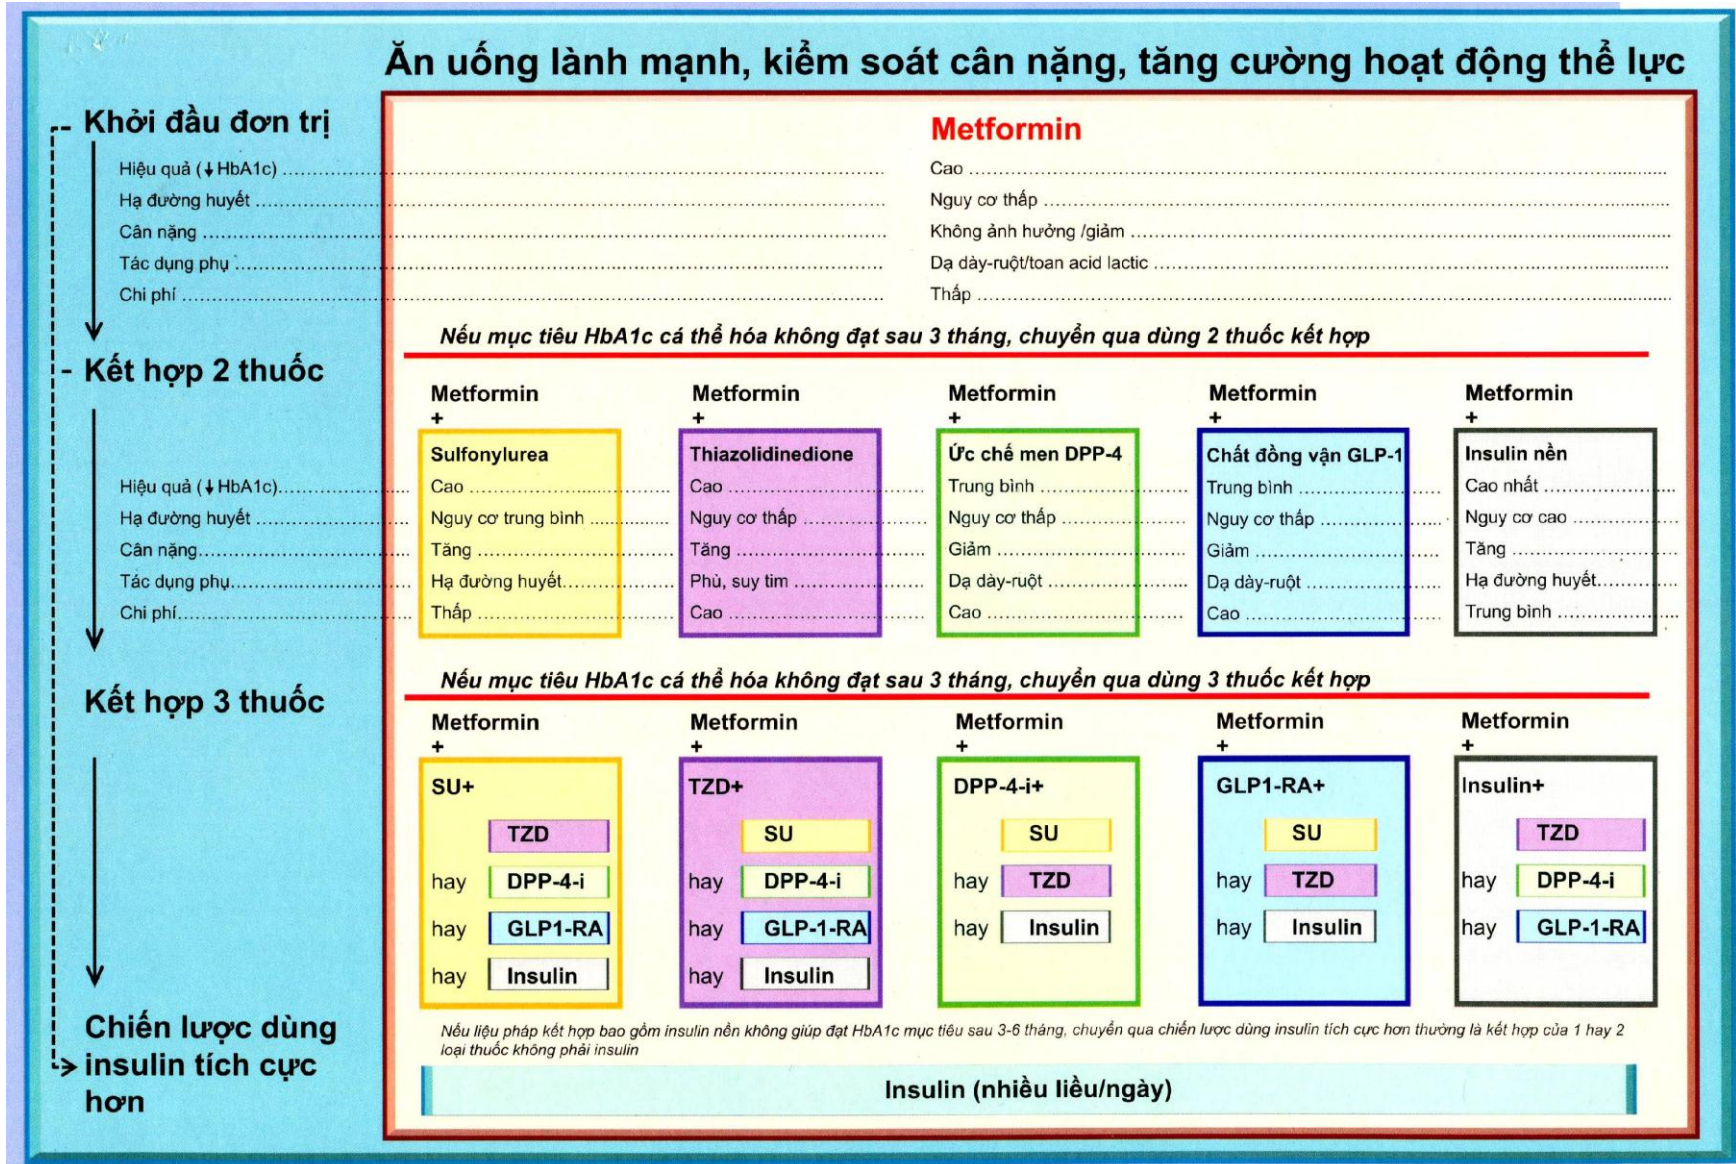 Ăn uống lành mạnh, kiểm soát cân nặng, tăng cường hoạt động thể lực
Khởi đầu đơn trị
Metformin
Hiệu quả (↓HbA1c) Cao
Hạ đường huyết Nguy cơ thấp
Cân nặng Không ảnh hưởng /giảm
Tác dụng phụ Dạ dày-ruột/toan acid lactic
Chi phí Thấp
Nếu mục tiêu HbA1c cá thể hóa không đạt sau 3 tháng, chuyển qua dùng 2 thuốc kết hợp
Kết hợp 2 thuốc
Metformin Metformin Metformin Metformin Metformin
+ + + + +
Sulfonylurea Thiazolidinedione Ức chế men DPP-4 Chất đồng vận GLP-1 Insulin nền
Hiệu quả (↓HbA1c) Cao Cao Trung bình Trung bình Cao nhất
Hạ đường huyết Nguy cơ trung bình Nguy cơ thấp Nguy cơ thấp Nguy cơ thấp Nguy cơ cao
Cân nặng Tăng Tăng Giảm Giảm Tăng
Tác dụng phụ Hạ đường huyết Phù, suy tim Dạ dày-ruột Dạ dày-ruột Hạ đường huyết
Chi phí Thấp Cao Cao Cao Trung bình
Nếu mục tiêu HbA1c cá thể hóa không đạt sau 3 tháng, chuyển qua dùng 3 thuốc kết hợp
Kết hợp 3 thuốc
Metformin Metformin Metformin Metformin Metformin
+ + + + +
SU+ TZD+ DPP-4-i+ GLP1-RA+ Insulin+
TZD SU SU SU TZD
hay DPP-4-i hay DPP-4-i hay TZD hay TZD hay DPP-4-i
hay GLP1-RA hay GLP-1-RA hay Insulin hay Insulin hay GLP-1-RA
hay Insulin hay Insulin
Chiến lược dùng
insulin tích cực
hơn
Nếu liệu pháp kết hợp bao gồm insulin nền không giúp đạt HbA1c mục tiêu sau 3-6 tháng, chuyển qua chiến lược dùng insulin tích cực hơn thường là kết hợp của 1 hay 2
loại thuốc không phải insulin
Insulin (nhiều liều/ngày)